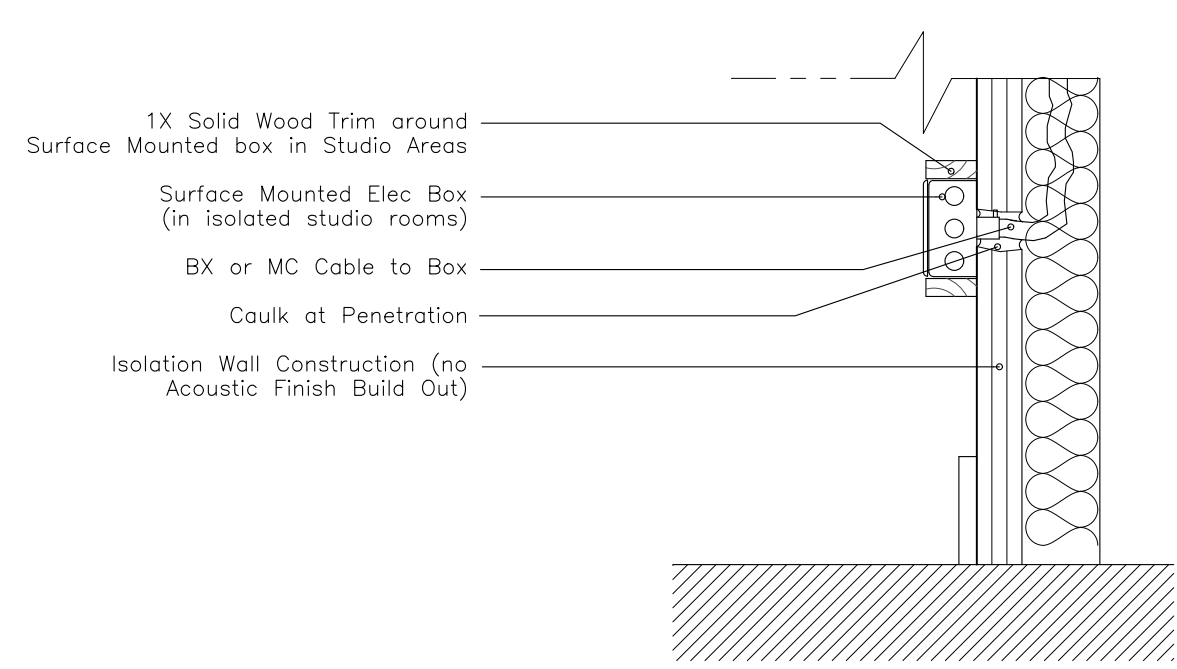 1X Solid Wood Trim around
Surface Mounted box in Studio Areas
Surface Mounted Elec Box
(in isolated studio rooms)
BX or MC Cable to Box
Caulk at Penetration
Isolation Wall Construction (no
Acoustic Finish Build Out)